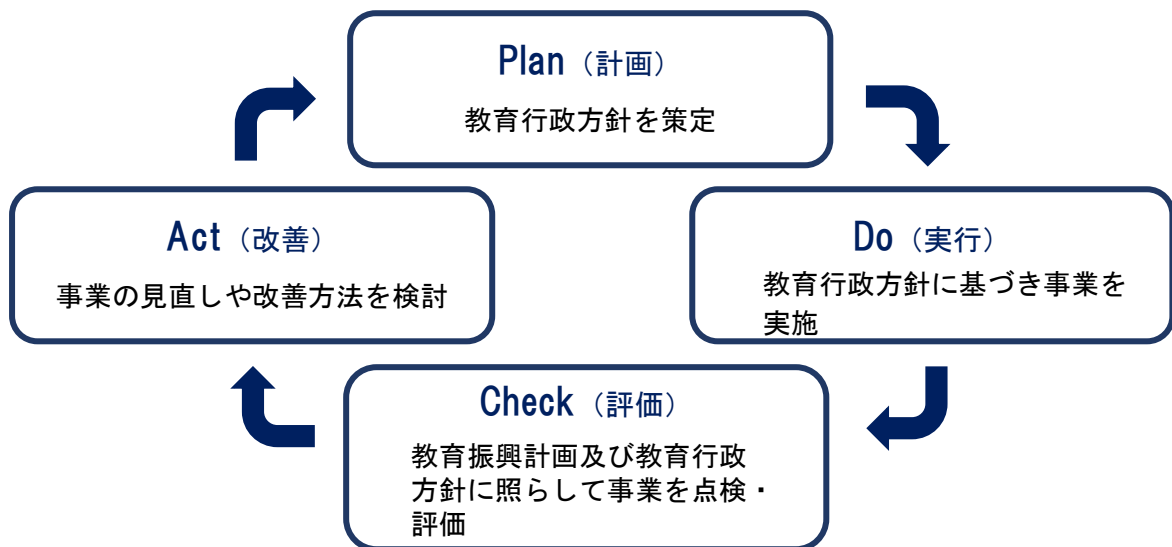 Plan（計画）
教育行政方針を策定
Act（改善）
事業の見直しや改善方法を検討
Do（実行）
教育行政方針に基づき事業を
実施
Check（評価）
教育振興計画及び教育行政
方針に照らして事業を点検・
評価